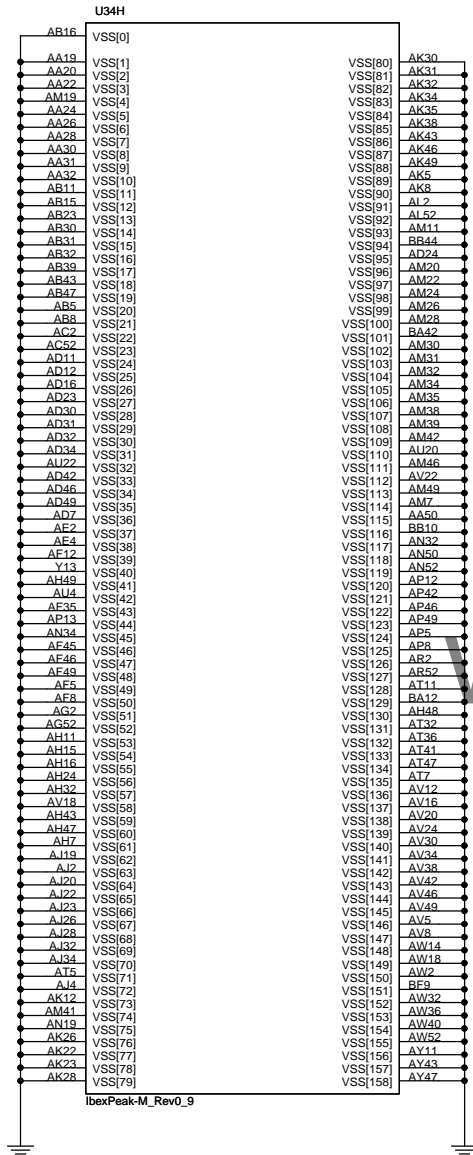 U34H
AB16 VSS[0]
AA19 VSS[1]
AA20 VSS[2]
AA22 VSS[3]
AM19 VSS[4]
AA24 VSS[5]
AA26 VSS[6]
AA28 VSS[7]
AA30 VSS[8]
AA31 VSS[9]
AA32 VSS[10]
AB11 VSS[11]
AB15 VSS[12]
AB23 VSS[13]
AB30 VSS[14]
AB31 VSS[15]
AB32 VSS[16]
AB39 VSS[17]
AB43 VSS[18]
AB47 VSS[19]
AB5 VSS[20]
AB8 VSS[21]
AC2 VSS[22]
AC52 VSS[23]
AD11 VSS[24]
AD12 VSS[25]
AD16 VSS[26]
AD23 VSS[27]
AD30 VSS[28]
AD31 VSS[29]
AD32 VSS[30]
AD34 VSS[31]
AU22 VSS[32]
AD42 VSS[33]
AD46 VSS[34]
AD49 VSS[35]
AD7 VSS[36]
AE2 VSS[37]
AE4 VSS[38]
AF12 VSS[39]
Y13 VSS[40]
AH49 VSS[41]
AU4 VSS[42]
AF35 VSS[43]
AP13 VSS[44]
AN34 VSS[45]
AF45 VSS[46]
AF46 VSS[47]
AF49 VSS[48]
AF5 VSS[49]
AF8 VSS[50]
AG2 VSS[51]
AG52 VSS[52]
AH11 VSS[53]
AH15 VSS[54]
AH16 VSS[55]
AH24 VSS[56]
AH32 VSS[57]
AV18 VSS[58]
AH43 VSS[59]
AH47 VSS[60]
AH7 VSS[61]
AJ19 VSS[62]
AJ2 VSS[63]
AJ20 VSS[64]
AJ22 VSS[65]
AJ23 VSS[66]
AJ26 VSS[67]
AJ28 VSS[68]
AJ32 VSS[69]
AJ34 VSS[70]
AT5 VSS[71]
AJ4 VSS[72]
AK12 VSS[73]
AM41 VSS[74]
AN19 VSS[75]
AK26 VSS[76]
AK22 VSS[77]
AK23 VSS[78]
AK28 VSS[79]
VSS[80] AK30
VSS[81] AK31
VSS[82] AK32
VSS[83] AK34
VSS[84] AK35
VSS[85] AK38
VSS[86] AK43
VSS[87] AK46
VSS[88] AK49
VSS[89] AK5
VSS[90] AK8
VSS[91] AL2
VSS[92] AL52
VSS[93] AM11
VSS[94] BB44
VSS[95] AD24
VSS[96] AM20
VSS[97] AM22
VSS[98] AM24
VSS[99] AM26
VSS[100] AM28
VSS[101] BA42
VSS[102] AM30
VSS[103] AM31
VSS[104] AM32
VSS[105] AM34
VSS[106] AM35
VSS[107] AM38
VSS[108] AM39
VSS[109] AM42
VSS[110] AU20
VSS[111] AM46
VSS[112] AV22
VSS[113] AM49
VSS[114] AM7
VSS[115] AA50
VSS[116] BB10
VSS[117] AN32
VSS[118] AN50
VSS[119] AN52
VSS[120] AP12
VSS[121] AP42
VSS[122] AP46
VSS[123] AP49
VSS[124] AP5
VSS[125] AP8
VSS[126] AR2
VSS[127] AR52
VSS[128] AT11
VSS[129] BA12
VSS[130] AH48
VSS[131] AT32
VSS[132] AT36
VSS[133] AT41
VSS[134] AT47
VSS[135] AT7
VSS[136] AV12
VSS[137] AV16
VSS[138] AV20
VSS[139] AV24
VSS[140] AV30
VSS[141] AV34
VSS[142] AV38
VSS[143] AV42
VSS[144] AV46
VSS[145] AV49
VSS[146] AV5
VSS[147] AV8
VSS[148] AW14
VSS[149] AW18
VSS[150] AW2
VSS[151] BF9
VSS[152] AW32
VSS[153] AW36
VSS[154] AW40
VSS[155] AW52
VSS[156] AY11
VSS[157] AY43
VSS[158] AY47
IbexPeak-M_Rev0_9